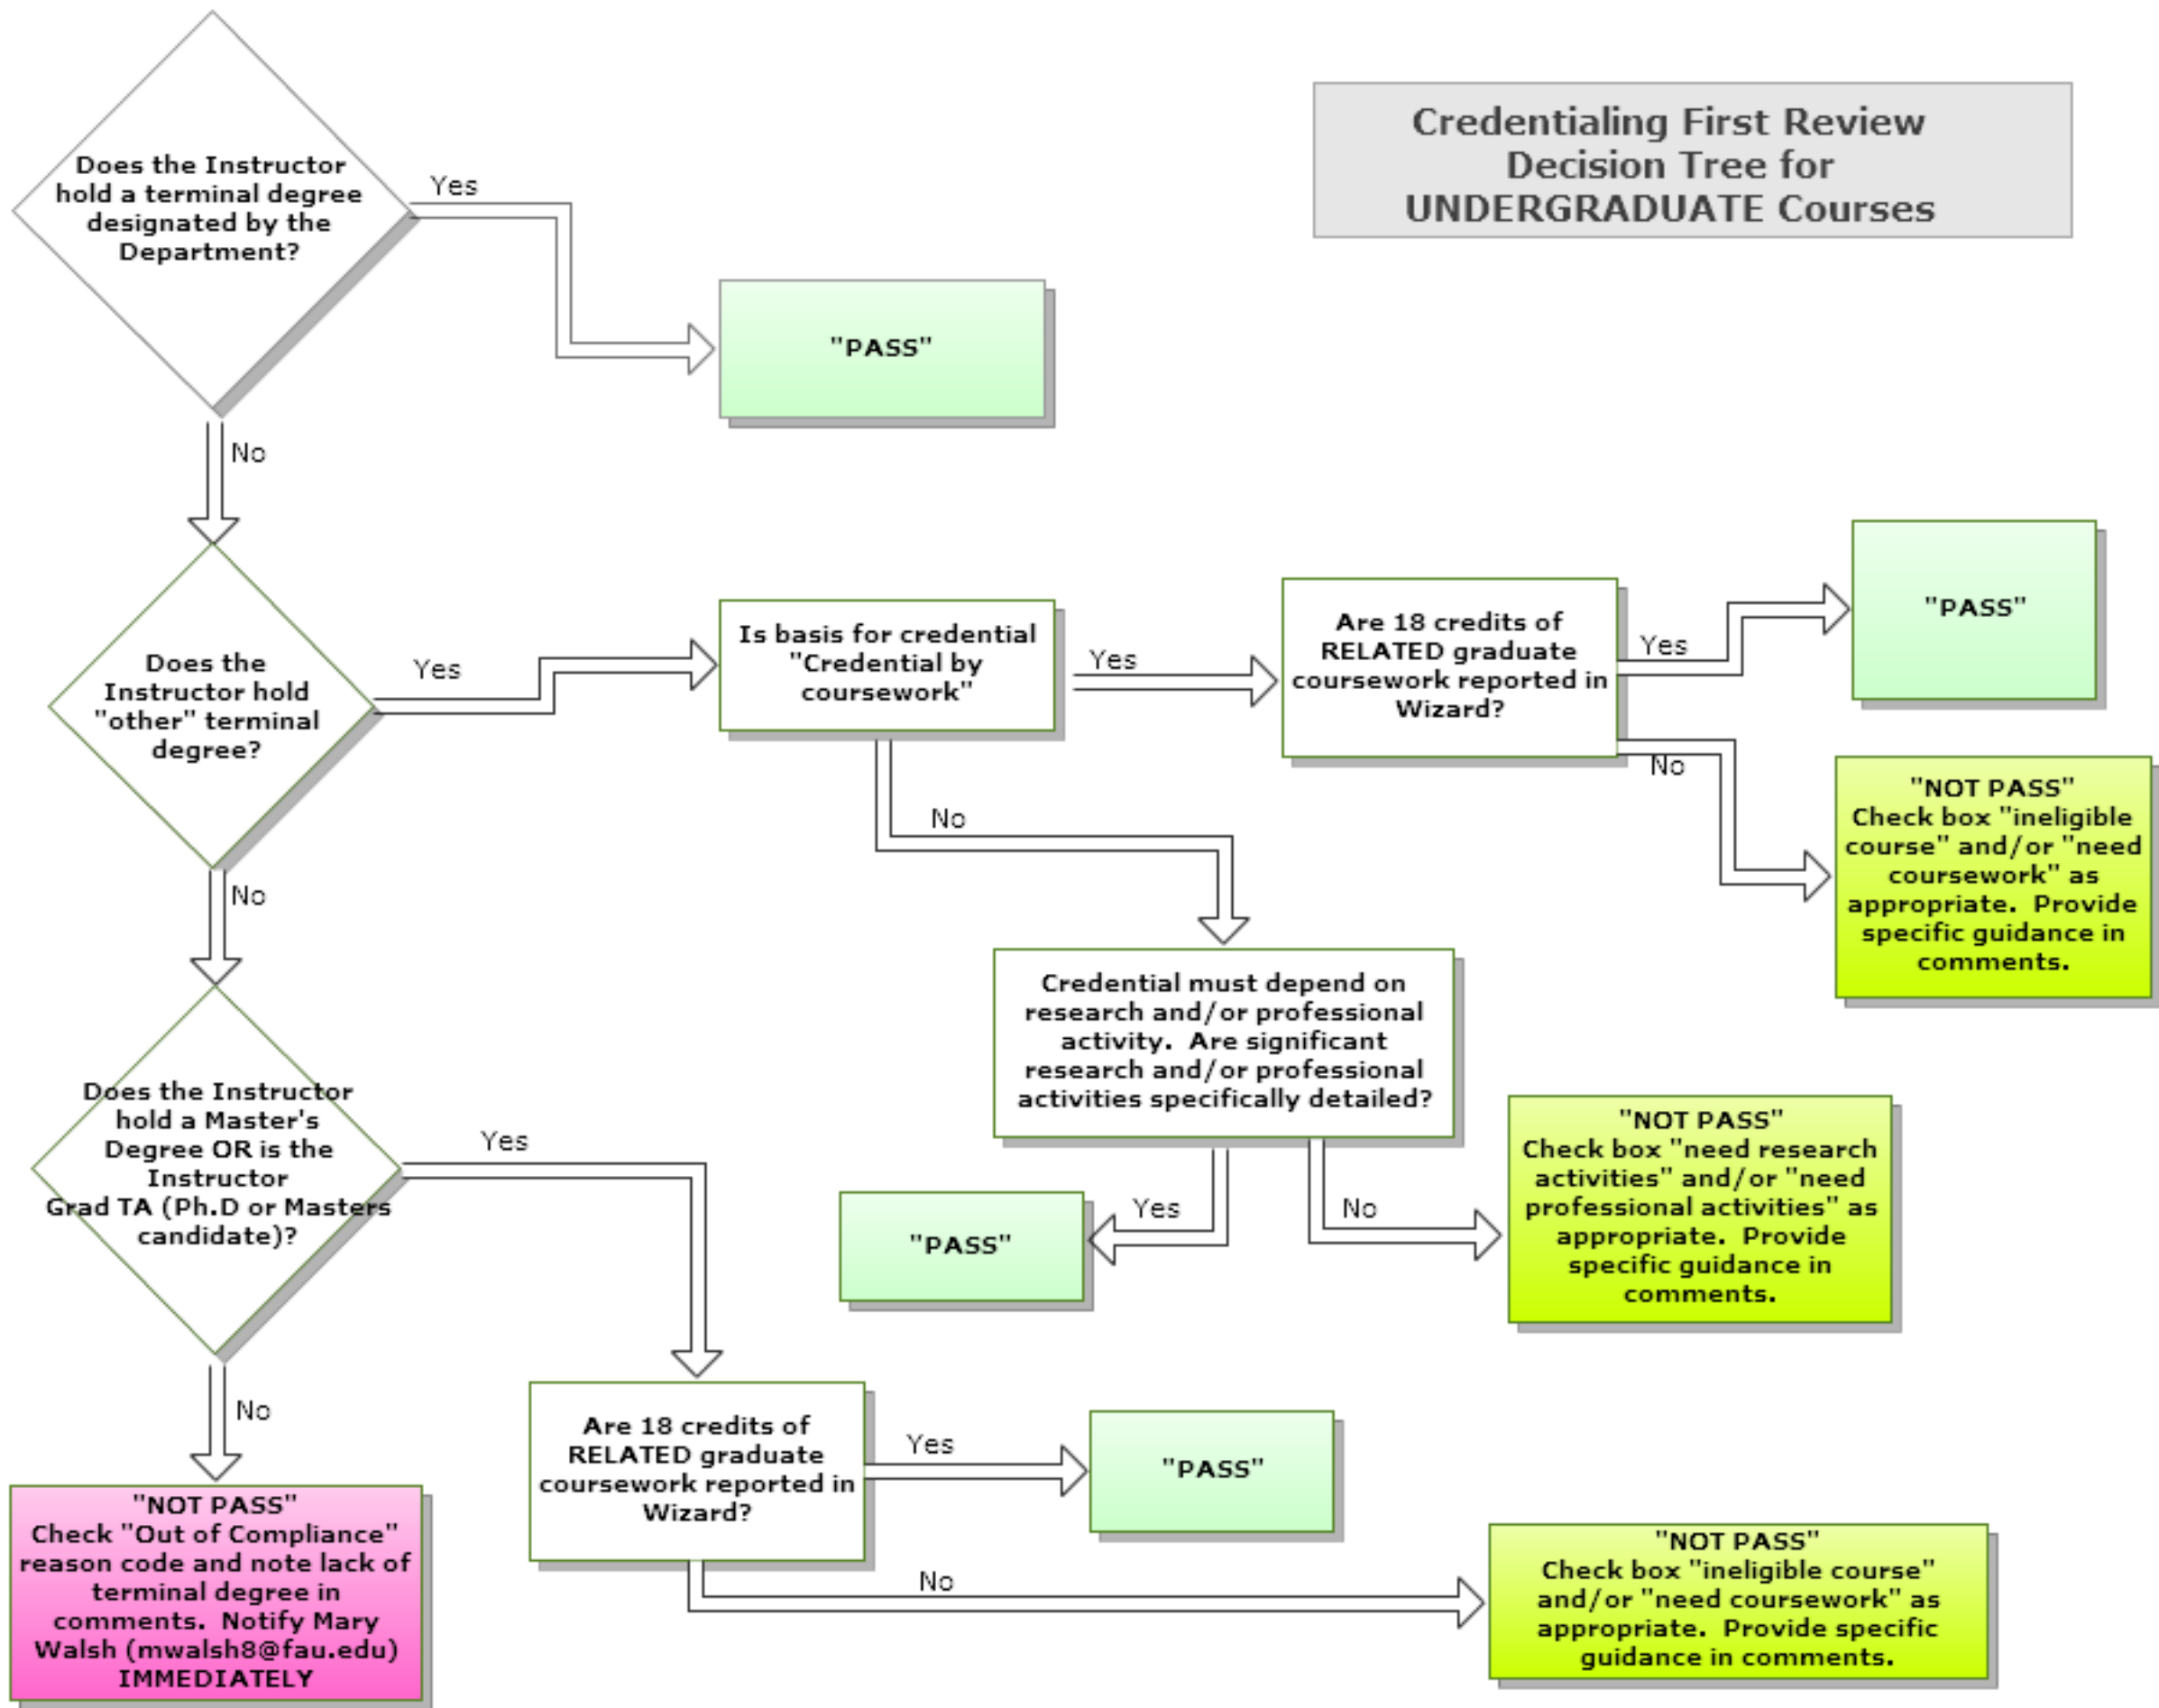 Credentialing First Review
Decision Tree for
UNDERGRADUATE Courses
Does the Instructor
hold a terminal degree
designated by the
Department?
Yes
"PASS"
No
Does the
Instructor hold
"other" terminal
degree?
Yes
Is basis for credential
"Credential by
coursework"
Yes
Are 18 credits of
RELATED graduate
coursework reported in
Wizard?
Yes
"PASS"
No
"NOT PASS"
Check box "ineligible
course" and/or "need
coursework" as
appropriate.  Provide
specific guidance in
comments.
No
Credential must depend on
research and/or professional
activity.  Are significant
research and/or professional
activities specifically detailed?
Yes
"PASS"
No
"NOT PASS"
Check box "need research
activities" and/or "need
professional activities" as
appropriate.  Provide
specific guidance in
comments.
No
Does the Instructor
hold a Master's
Degree OR is the
Instructor
Grad TA (Ph.D or Masters
candidate)?
Yes
Are 18 credits of
RELATED graduate
coursework reported in
Wizard?
Yes
"PASS"
No
"NOT PASS"
Check box "ineligible course"
and/or "need coursework" as
appropriate.  Provide specific
guidance in comments.
No
"NOT PASS"
Check "Out of Compliance"
reason code and note lack of
terminal degree in
comments.  Notify Mary
Walsh (mwalsh8@fau.edu)
IMMEDIATELY